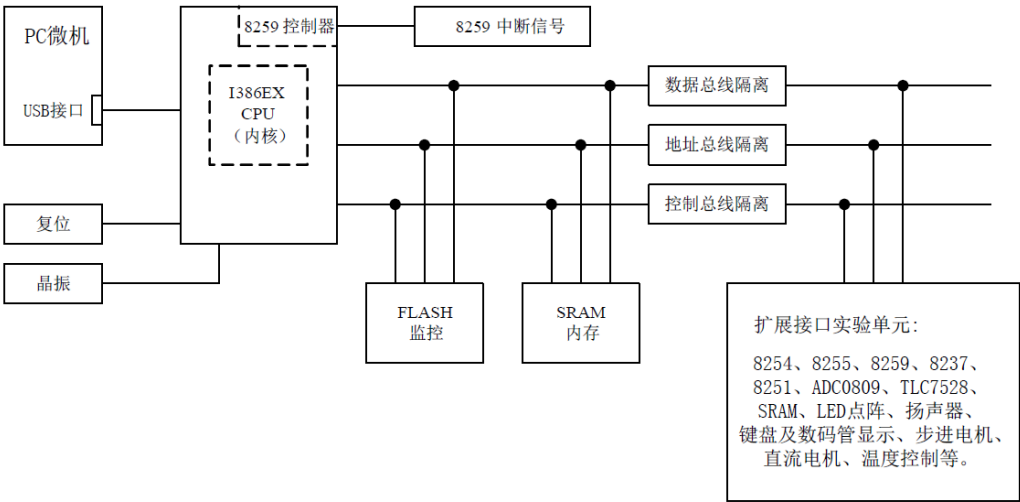 PC微机
USB接口
8259 控制器
8259 中断信号
I386EX
CPU
（内核）
数据总线隔离
地址总线隔离
控制总线隔离
复位
晶振
FLASH
监控
SRAM
内存
扩展接口实验单元:
8254、8255、8259、8237、
8251、ADC0809、TLC7528、
SRAM、LED点阵、扬声器、
键盘及数码管显示、步进电机、
直流电机、温度控制等。